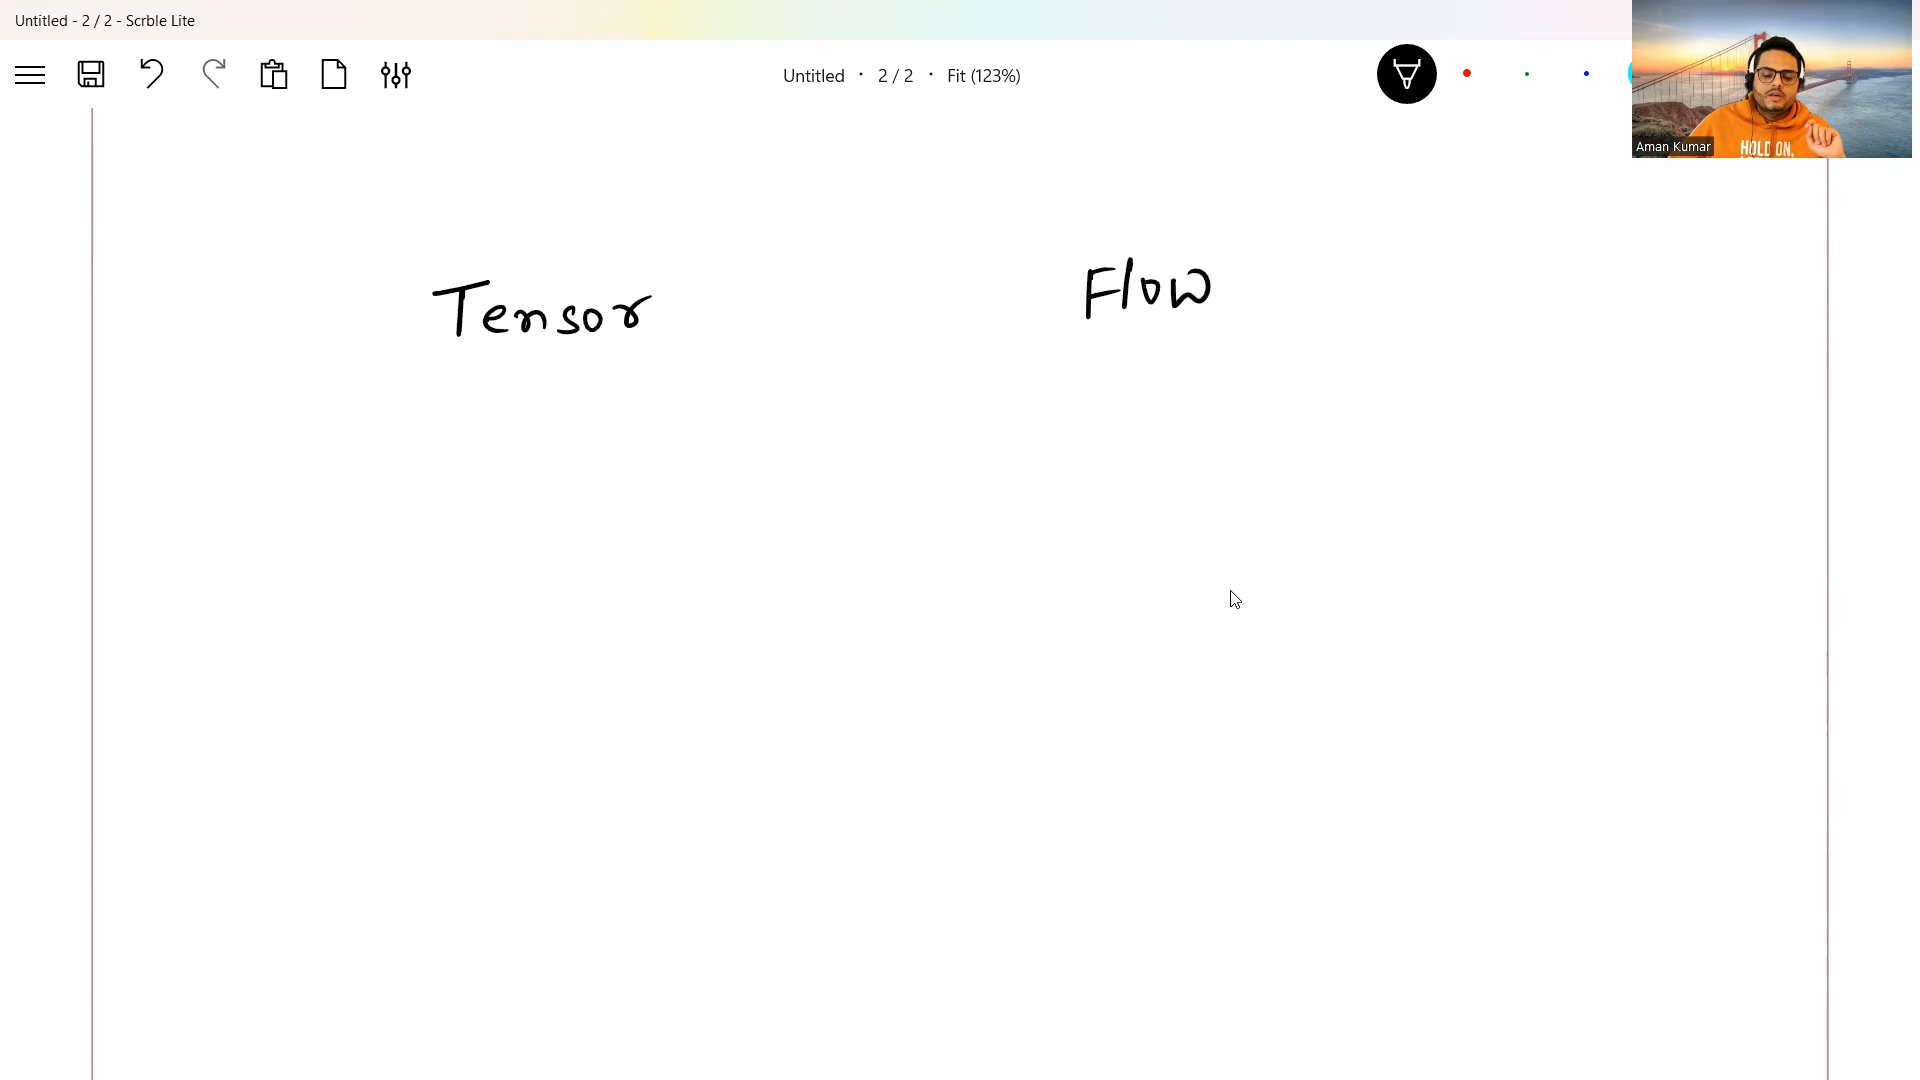 Untitled - 2 / 2 - Scrble Lite
Untitled • 2 / 2 • Fit (123%)
Aman Kumar
HOLD ON,
Tensor Flow